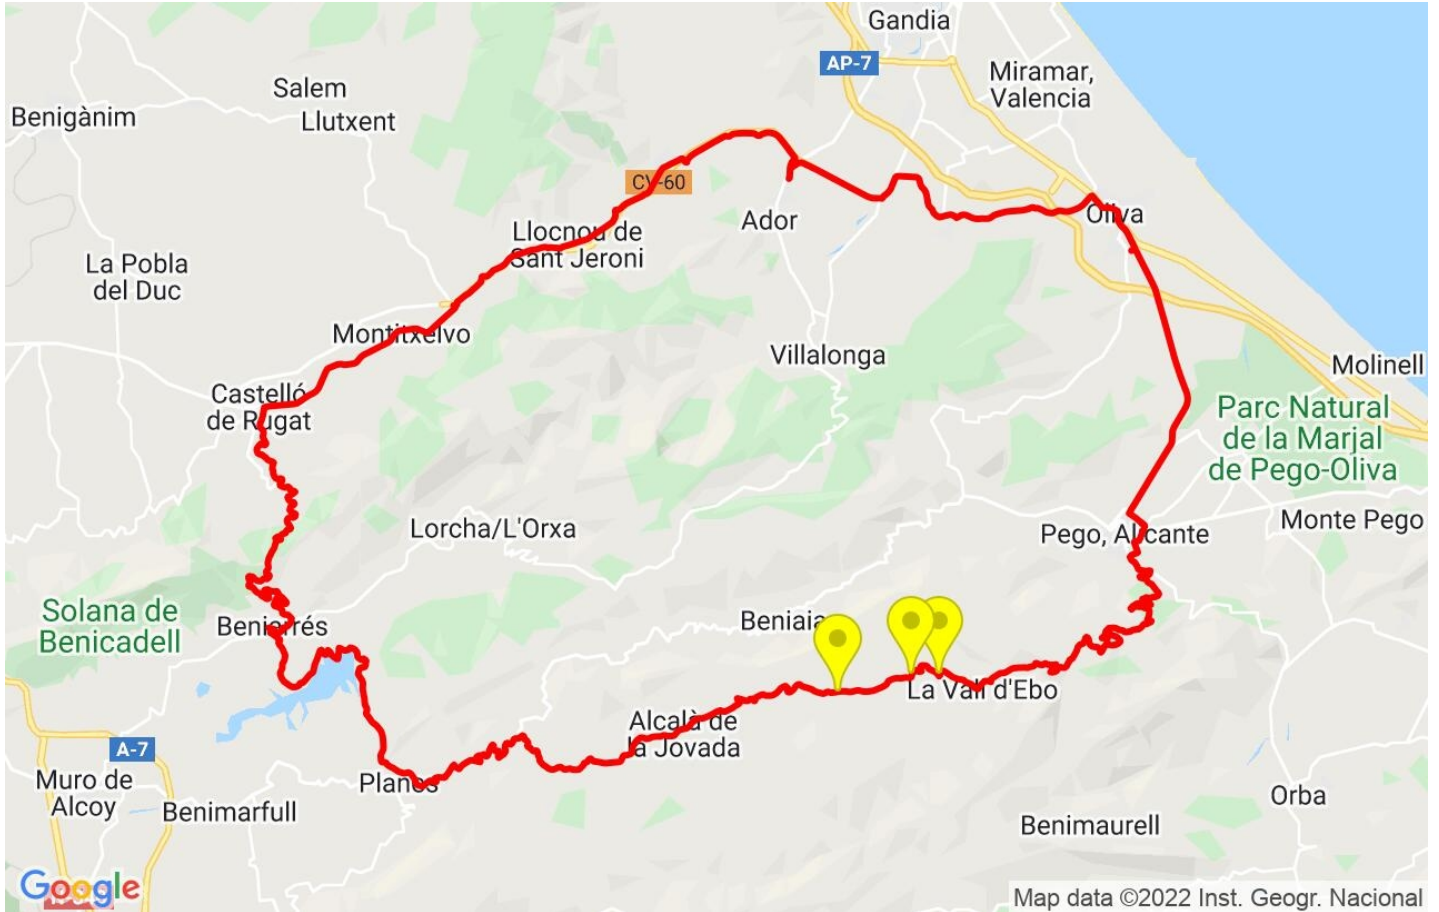 Gandia
AP-7
Miramar,
Valencia
Salem
Llutxent
Benigànim
CV-60
Ador
Oliva
Llocnou de
Sant Jeroni
La Pobla
del Duc
Montitxelvo
Villalonga
Molinell
Castelló
de Rugat
Parc Natural
de la Marjal
de Pego-Oliva
Lorcha/L'Orxa
Pego, Alicante
Monte Pego
Solana de
Benicadell
Beniarrés
Beniaia
La Vall d'Ebo
Alcalà de
la Jovada
A-7
Muro de
Alcoy
Planes
Benimarfull
Orba
Benimaurell
Google
Map data ©2022 Inst. Geogr. Nacional